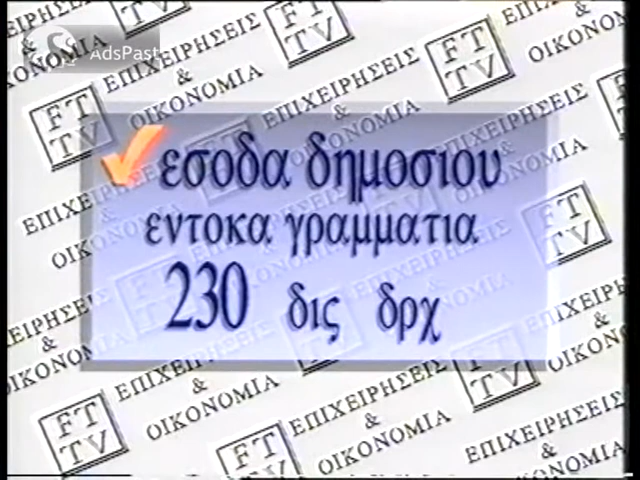 AdsPast
εσοδα δημοσιου
εντοκα γραμματια
230 δις δρχ
FT TV
ΕΠΙΧΕΙΡΗΣΕΙΣ
&
ΟΙΚΟΝΟΜΙΑ